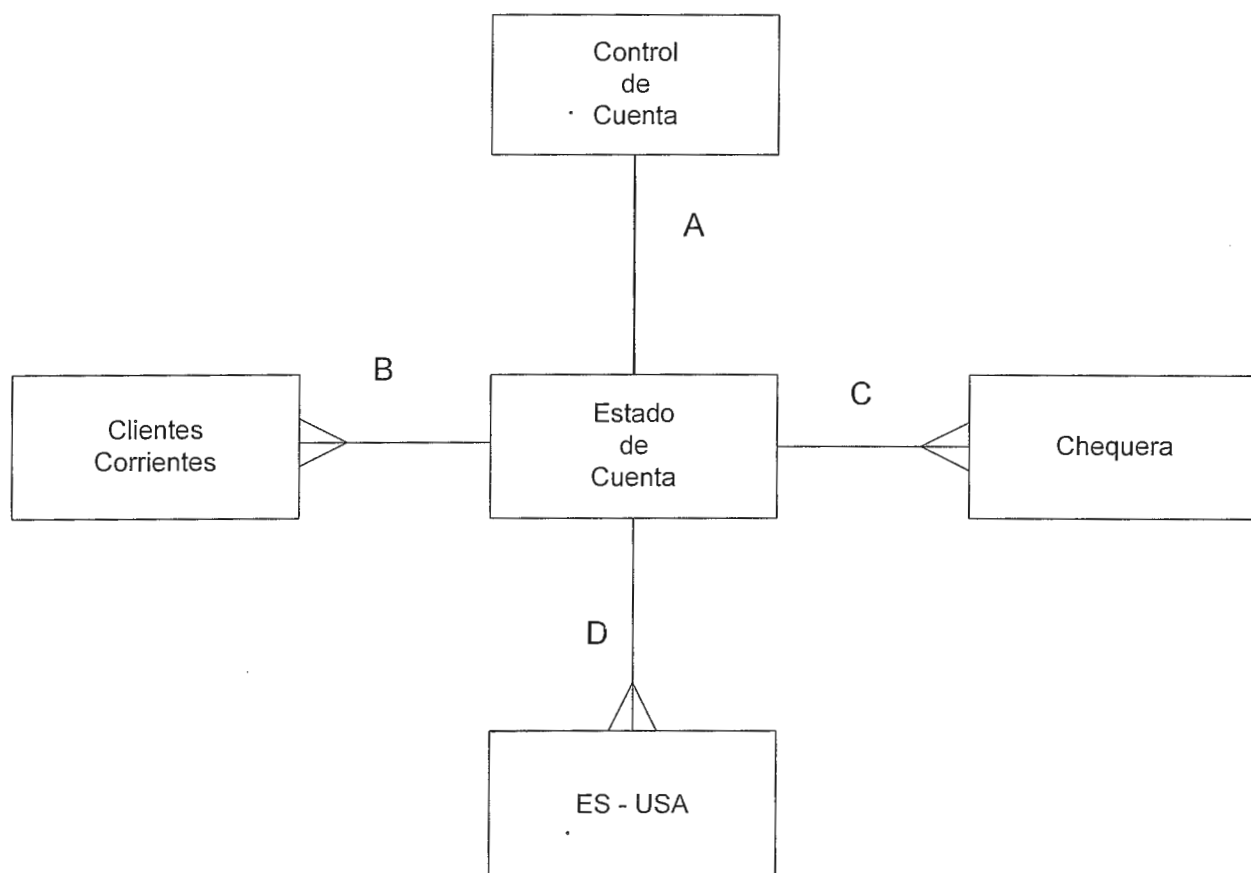 Control
de
Cuenta
A
B
Clientes
Corrientes
Estado
de
Cuenta
C
Chequera
D
ES - USA